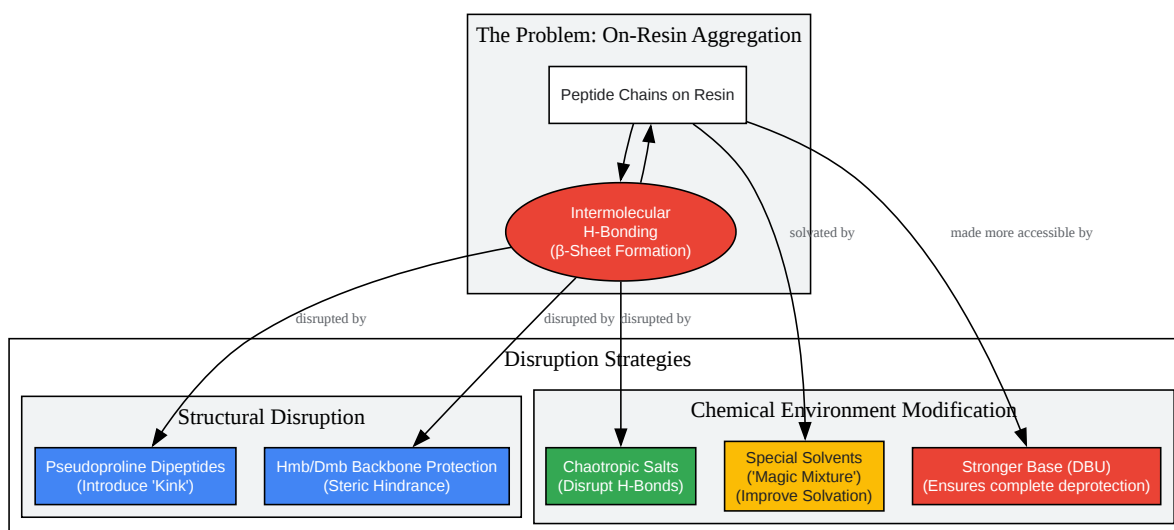 The Problem: On-Resin Aggregation
Peptide Chains on Resin
Intermolecular
H-Bonding
(β-Sheet Formation)
solvated by
made more accessible by
disrupted by
disrupted by
disrupted by
Disruption Strategies
Structural Disruption
Chemical Environment Modification
Pseudoproline Dipeptides
(Introduce 'Kink')
Hmb/Dmb Backbone Protection
(Steric Hindrance)
Chaotropic Salts
(Disrupt H-Bonds)
Special Solvents
('Magic Mixture')
(Improve Solvation)
Stronger Base (DBU)
(Ensures complete deprotection)